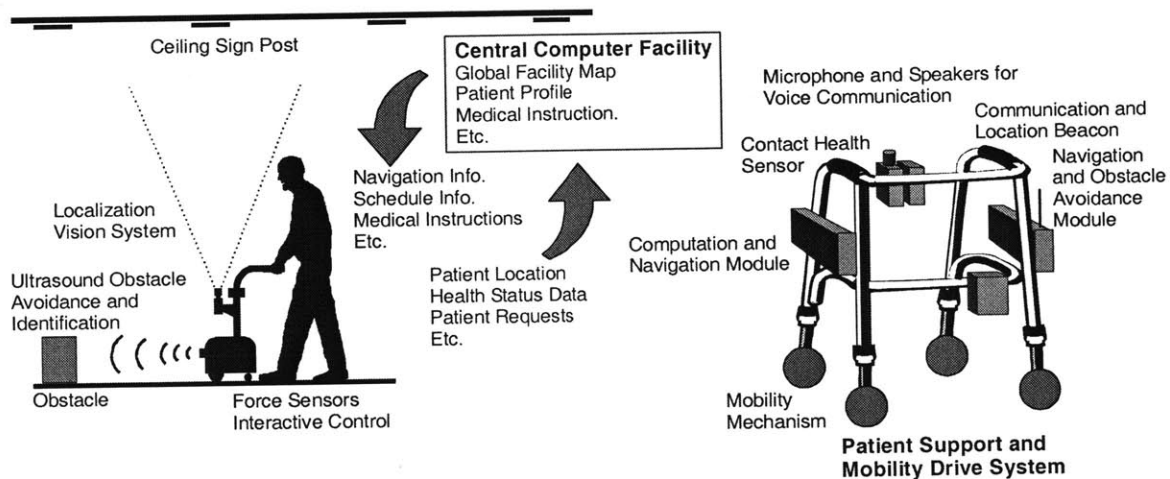 Ceiling Sign Post
Central Computer Facility
Global Facility Map
Patient Profile
Medical Instruction.
Etc.
Navigation Info.
Schedule Info.
Medical Instructions
Etc.
Localization
Vision System
Ultrasound Obstacle
Avoidance and
Identification
Obstacle
Force Sensors
Interactive Control
Patient Location
Health Status Data
Patient Requests
Etc.
Microphone and Speakers for
Voice Communication
Contact Health
Sensor
Communication and
Location Beacon
Navigation
and Obstacle
Avoidance
Module
Computation and
Navigation Module
Mobility
Mechanism
Patient Support and
Mobility Drive System